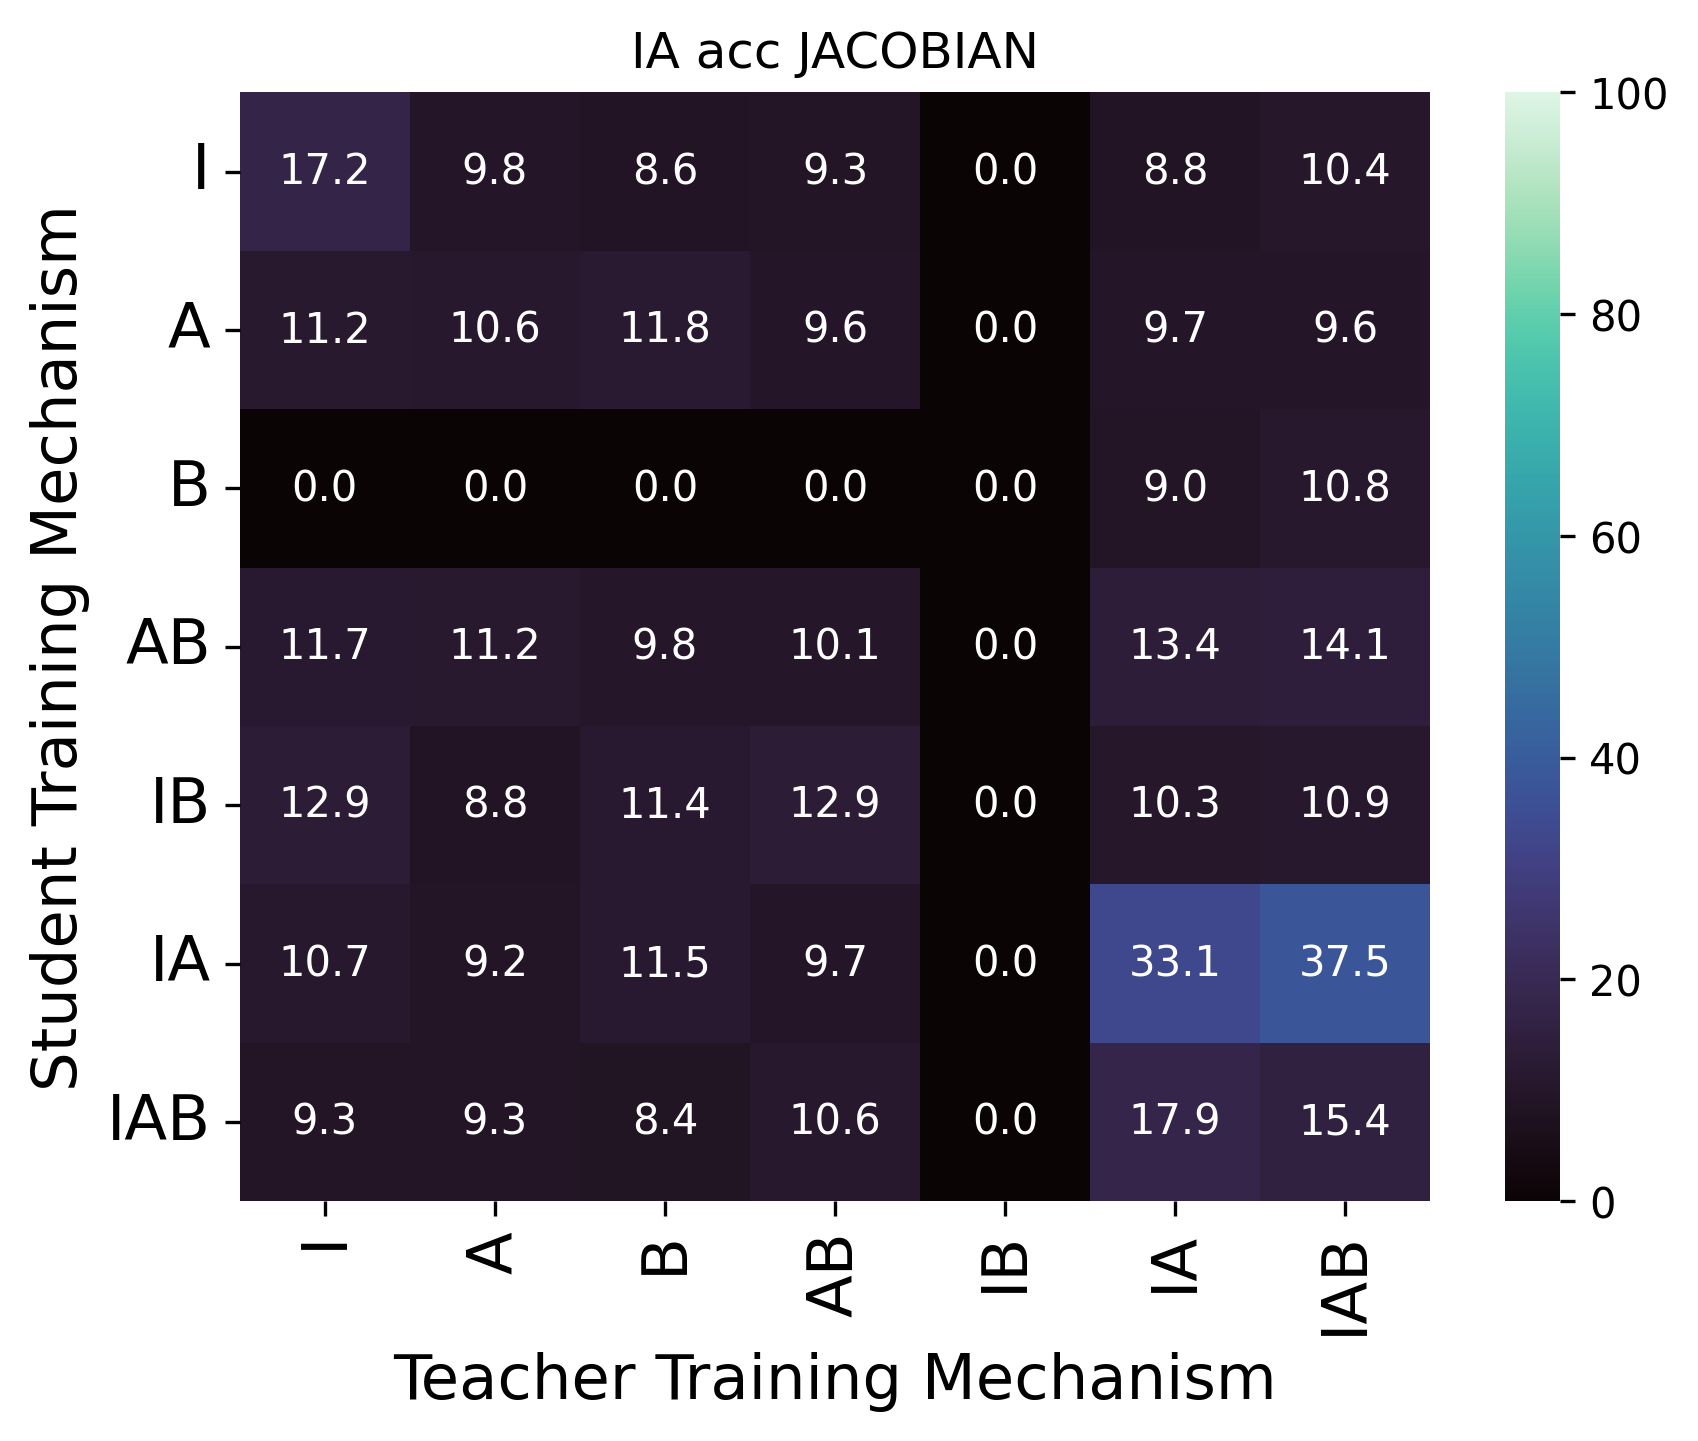 IA acc JACOBIAN
Student Training Mechanism
I 17.2 9.8 8.6 9.3 0.0 8.8 10.4
A 11.2 10.6 11.8 9.6 0.0 9.7 9.6
B 0.0 0.0 0.0 0.0 0.0 9.0 10.8
AB 11.7 11.2 9.8 10.1 0.0 13.4 14.1
IB 12.9 8.8 11.4 12.9 0.0 10.3 10.9
IA 10.7 9.2 11.5 9.7 0.0 33.1 37.5
IAB 9.3 9.3 8.4 10.6 0.0 17.9 15.4
I A B AB IB IA IAB
Teacher Training Mechanism
100
80
60
40
20
0